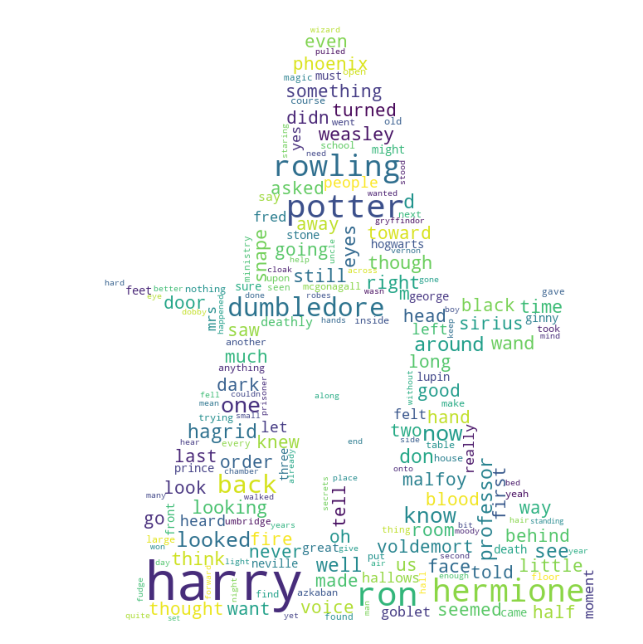 wizard
even pulled
phoenix
magic must open
something
course old
didn turned
went
yes weasley
staring school might
need
rowling
stood
asked people
wanted
say potter d
next
fred away gryffindor
stone eyes toward
uncle vernon
ministry snape going hogwarts
though
cloak help across
still wasn gone
hard upon mcgonagall right
feet better nothing sure seen m george gave
eye done robes boy black time
door dobby mrs happened dumbledore head sirius ginny
saw deathly hands inside left keep took
another around wand mind
much
anything long
dark prisoner lupin
couldn without good
fell along felt make
mean small
one hand
trying let two now
hagrid side table
hear every knew end don house really
last three already onto
prince order place malfoy bed
chamber secrets professor first yeah
look back walked tell blood
many looking know hair standing
go front heard umbridge years thing room bit moody way
won looked fire oh voldemort death behind
large never great give put us see year
day think light neville well air face told little
fudge forward night find made hallows enough hell floor moment
harry azkaban man ron hermione
thought want voice goblet seemed came half
quite set yet found